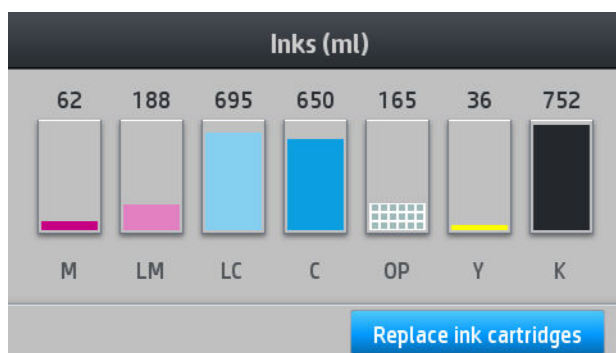 Inks (ml)
62 188 695 650 165 36 752
M LM LC C OP Y K
Replace ink cartridges